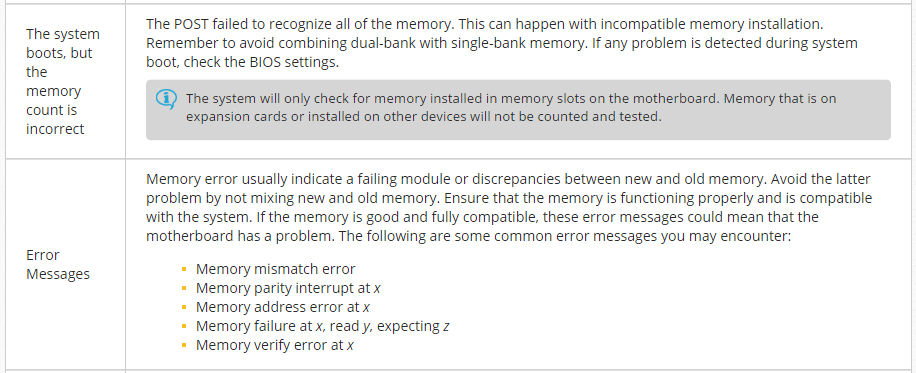 The system
boots, but
the
memory
count is
incorrect
The POST failed to recognize all of the memory. This can happen with incompatible memory installation.
Remember to avoid combining dual-bank with single-bank memory. If any problem is detected during system
boot, check the BIOS settings.
The system will only check for memory installed in memory slots on the motherboard. Memory that is on
expansion cards or installed on other devices will not be counted and tested.
Error
Messages
Memory error usually indicate a failing module or discrepancies between new and old memory. Avoid the latter
problem by not mixing new and old memory. Ensure that the memory is functioning properly and is compatible
with the system. If the memory is good and fully compatible, these error messages could mean that the
motherboard has a problem. The following are some common error messages you may encounter:
▪ Memory mismatch error
▪ Memory parity interrupt at x
▪ Memory address error at x
▪ Memory failure at x, read y, expecting z
▪ Memory verify error at x